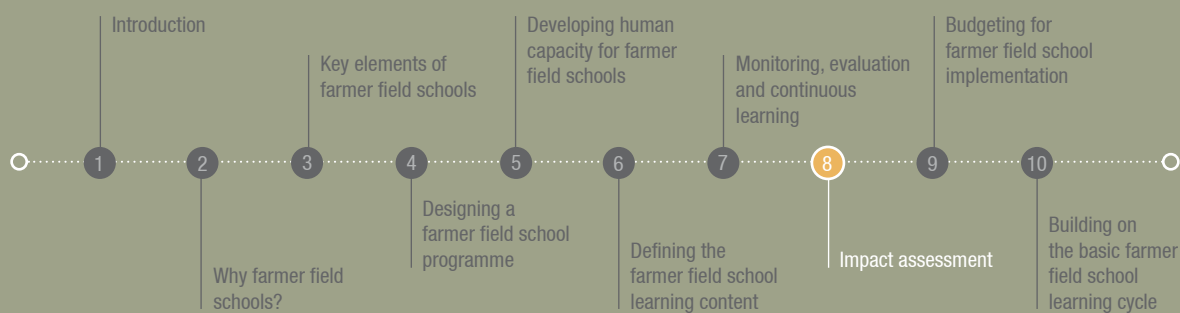 Introduction
Key elements of
farmer field schools
Developing human
capacity for farmer
field schools
Monitoring, evaluation
and continuous
learning
Budgeting for
farmer field school
implementation
1
2
3
4
5
6
7
8
9
10
Why farmer field
schools?
Designing a
farmer field school
programme
Defining the
farmer field school
learning content
Impact assessment
Building on
the basic farmer
field school
learning cycle